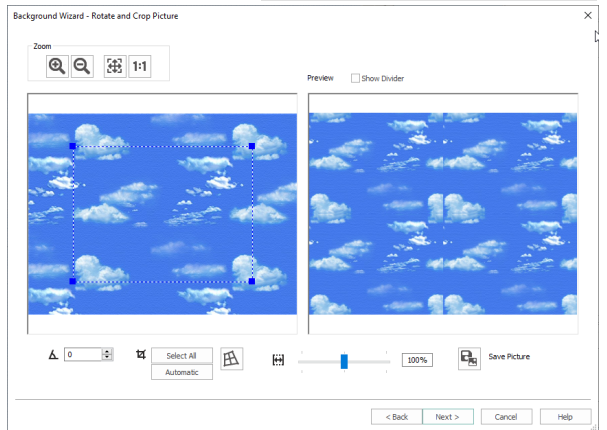 Background Wizard - Rotate and Crop Picture
Zoom
1:1
Preview
Show Divider
0
Select All
Automatic
100%
Save Picture
< Back
Next >
Cancel
Help